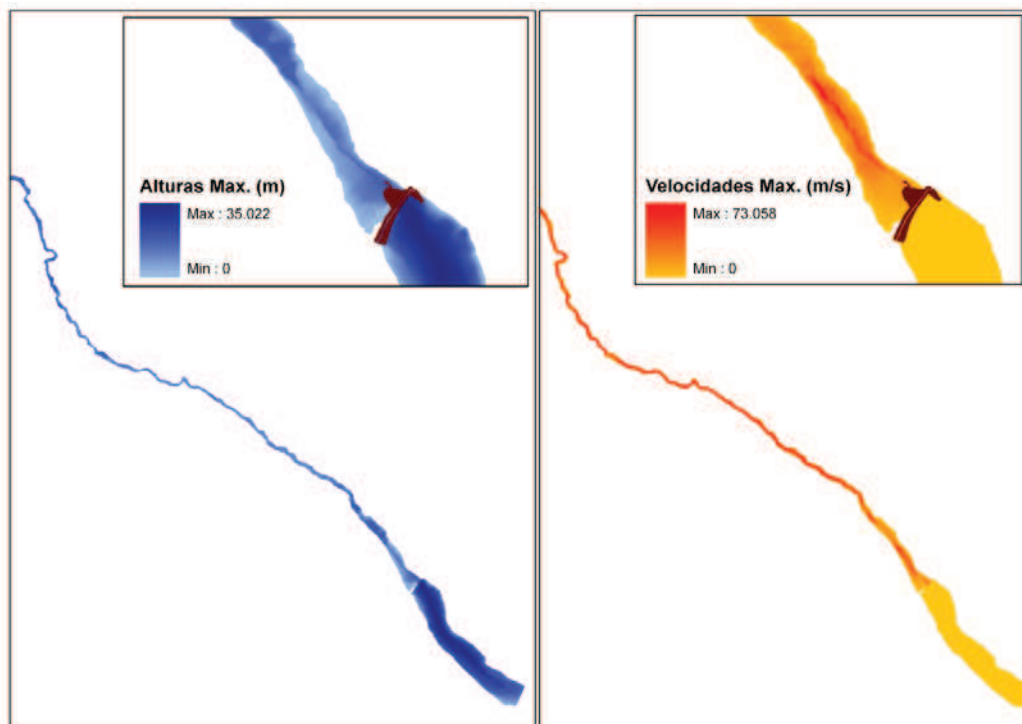 Alturas Max. (m)
Max : 35.022
Min : 0
Velocidades Max. (m/s)
Max : 73.058
Min : 0